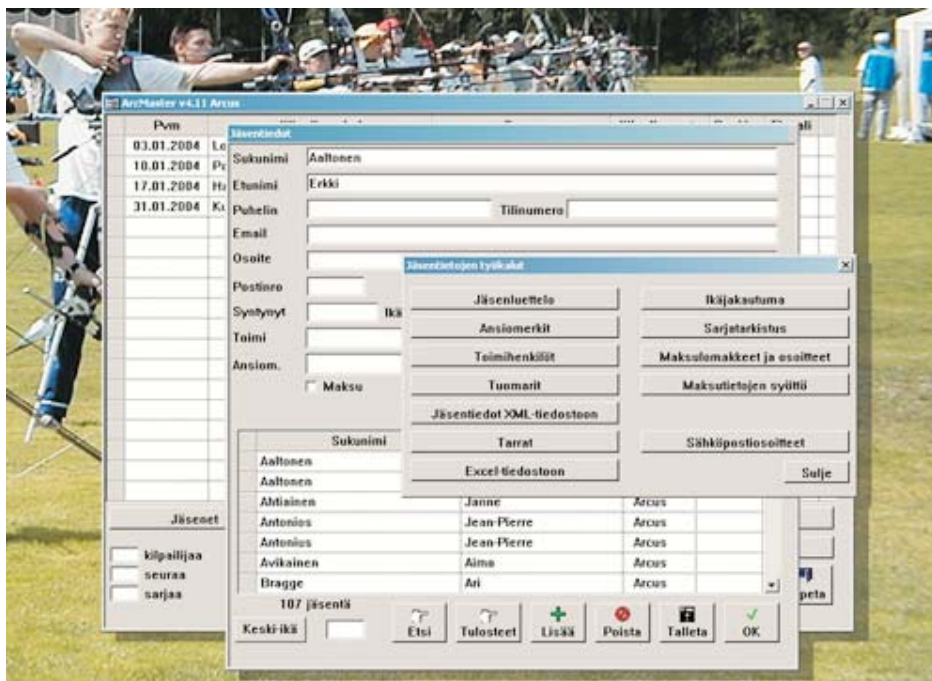 ArcMaster v4.11 Arcus
Pvm
03.01.2004
10.01.2004
17.01.2004
31.01.2004
Jäsenet
kilpailijaa
seuraa
sarjaa
Jäsentiedot
Sukunimi Aaltonen
Etunimi Erkki
Puhelin Tilinumero
Email
Osoite
Postinro
Syntynyt Ikä
Toimi
Ansiom.
Maksu
Sukunimi
Aaltonen
Aaltonen
Ahtiainen Janne Arcus
Antonios Jean-Pierre Arcus
Antonios Jean-Pierre Arcus
Avikainen Aimo Arcus
Bragge Ari Arcus
107 jäsentä
Keski-ikä
Etsi Tulosteet Lisää Poista Talleta OK
Jäsentietojen työkalut
Jäsenluettelo Ikäjakautuma
Ansiomerkit Sarjatarkistus
Toimihenkilöt Maksulomakkeet ja osoitteet
Tuomarit Maksutietojen syöttö
Jäsentiedot XML-tiedostoon
Tarrat Sähköpostiosoitteet
Excel-tiedostoon Sulje